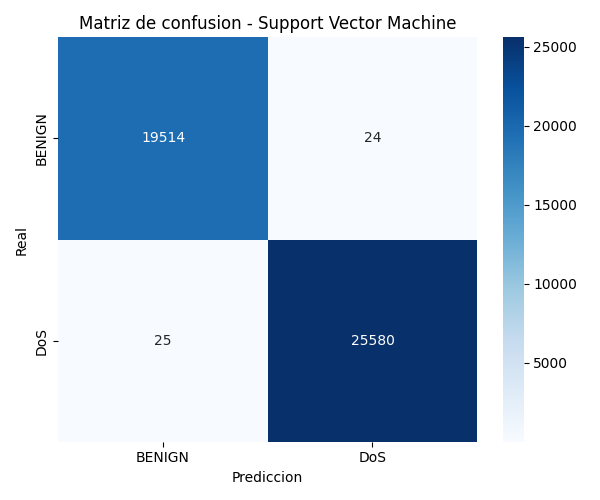 Matriz de confusion - Support Vector Machine
BENIGN
19514
24
Real
DoS
25
25580
BENIGN
DoS
Prediccion
25000
20000
15000
10000
5000